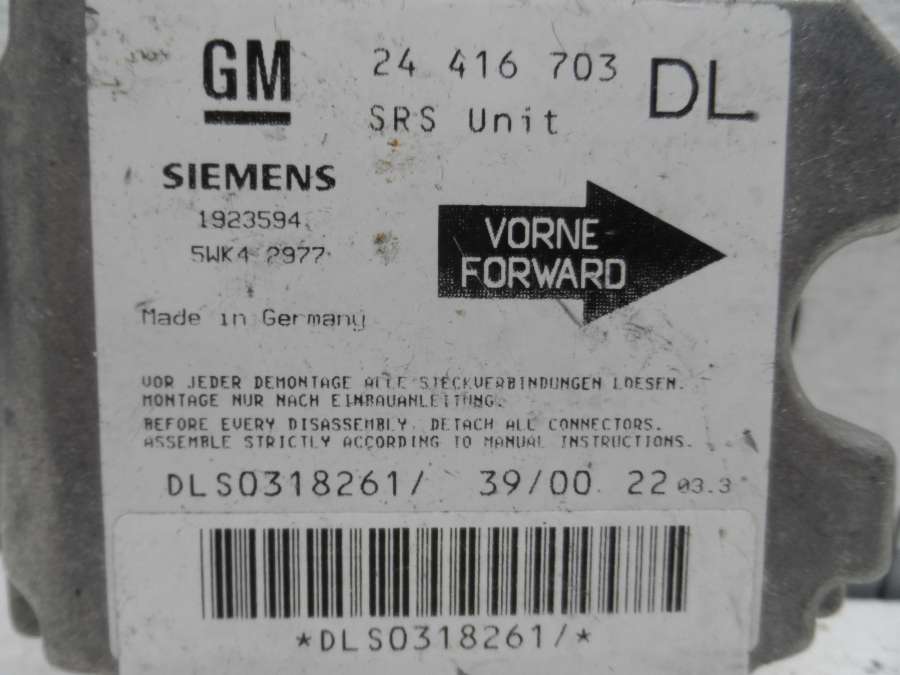 GM 24 416 703 DL
SRS Unit
SIEMENS
1923594
5WK4 2977
VORNE
FORWARD
Made in Germany
VOR JEDER DEMONTAGE ALLE STECKVERBINDUNGEN LOESEN.
MONTAGE NUR NACH EINBAUANLEITUNG.
BEFORE EVERY DISASSEMBLY, DETACH ALL CONNECTORS.
ASSEMBLE STRICTLY ACCORDING TO MANUAL INSTRUCTIONS.
DLS0318261/ 39/00 22 03.3
*DLS0318261/*